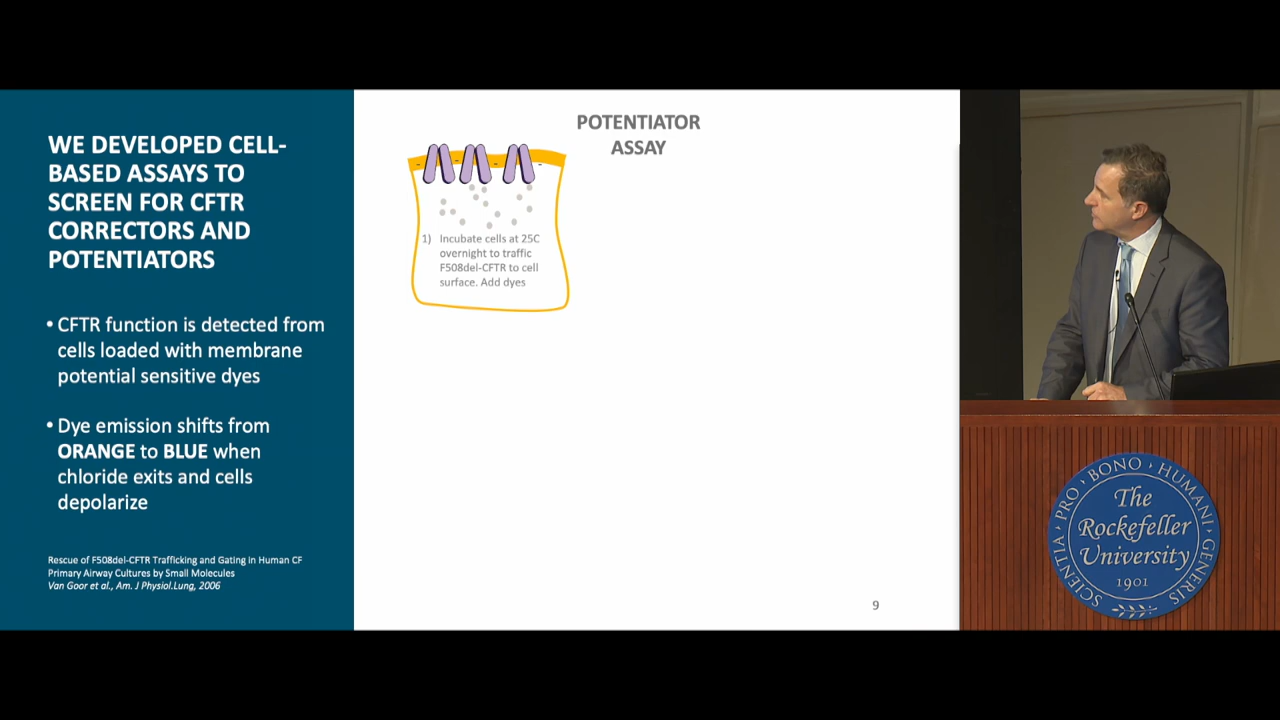 WE DEVELOPED CELL-
BASED ASSAYS TO
SCREEN FOR CFTR
CORRECTORS AND
POTENTIATORS
• CFTR function is detected from
cells loaded with membrane
potential sensitive dyes
• Dye emission shifts from
ORANGE to BLUE when
chloride exits and cells
depolarize
Rescue of F508del-CFTR Trafficking and Gating in Human CF
Primary Airway Cultures by Small Molecules
Van Goor et al., Am. J Physiol.Lung, 2006
POTENTIATOR
ASSAY
1) Incubate cells at 25C
overnight to traffic
F508del-CFTR to cell
surface. Add dyes
9
SCIENTIA · PRO · BONO · HUMANI · GENERIS
The
Rockefeller
University
1901